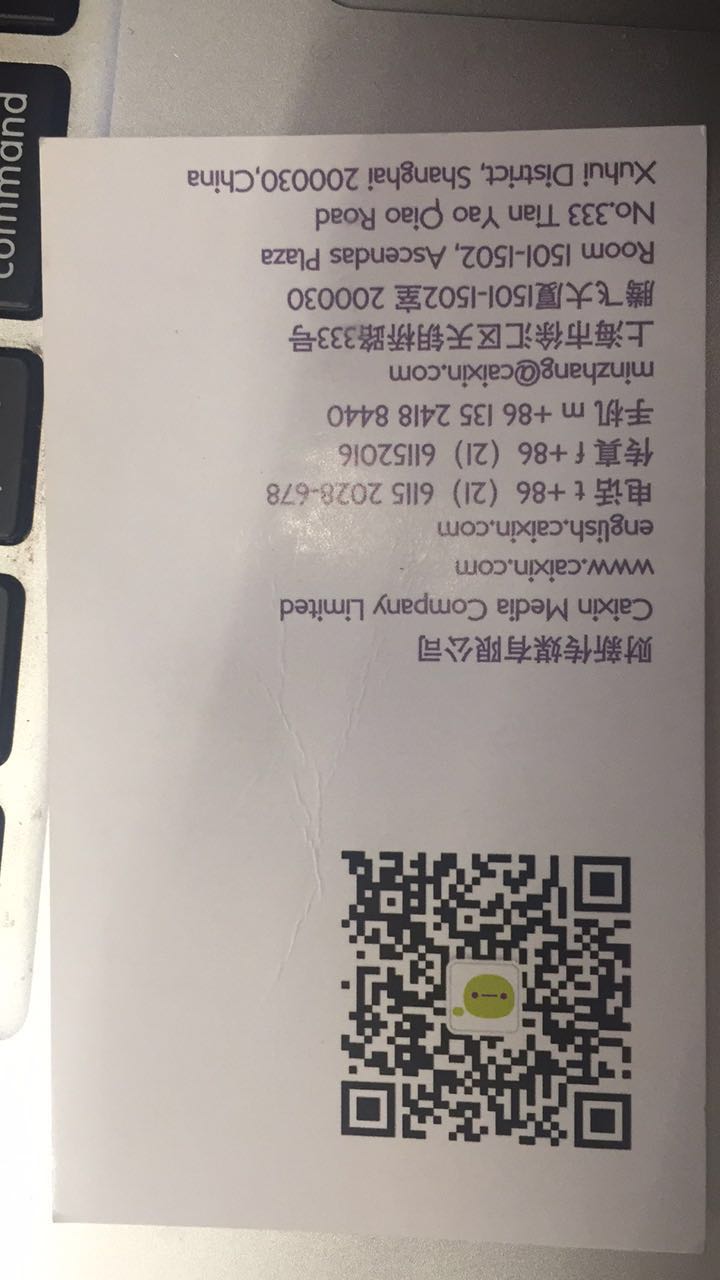 财新传媒有限公司
Caixin Media Company Limited
www.caixin.com
english.caixin.com
电话 t +86 (21) 6115 2028-678
传真 f +86 (21) 61152016
手机 m +86 135 2418 8440
minzhang@caixin.com
上海市徐汇区天钥桥路333号
腾飞大厦1501-1502室 200030
Room 1501-1502, Ascendas Plaza
No.333 Tian Yao Qiao Road
Xuhui District, Shanghai 200030,China
command